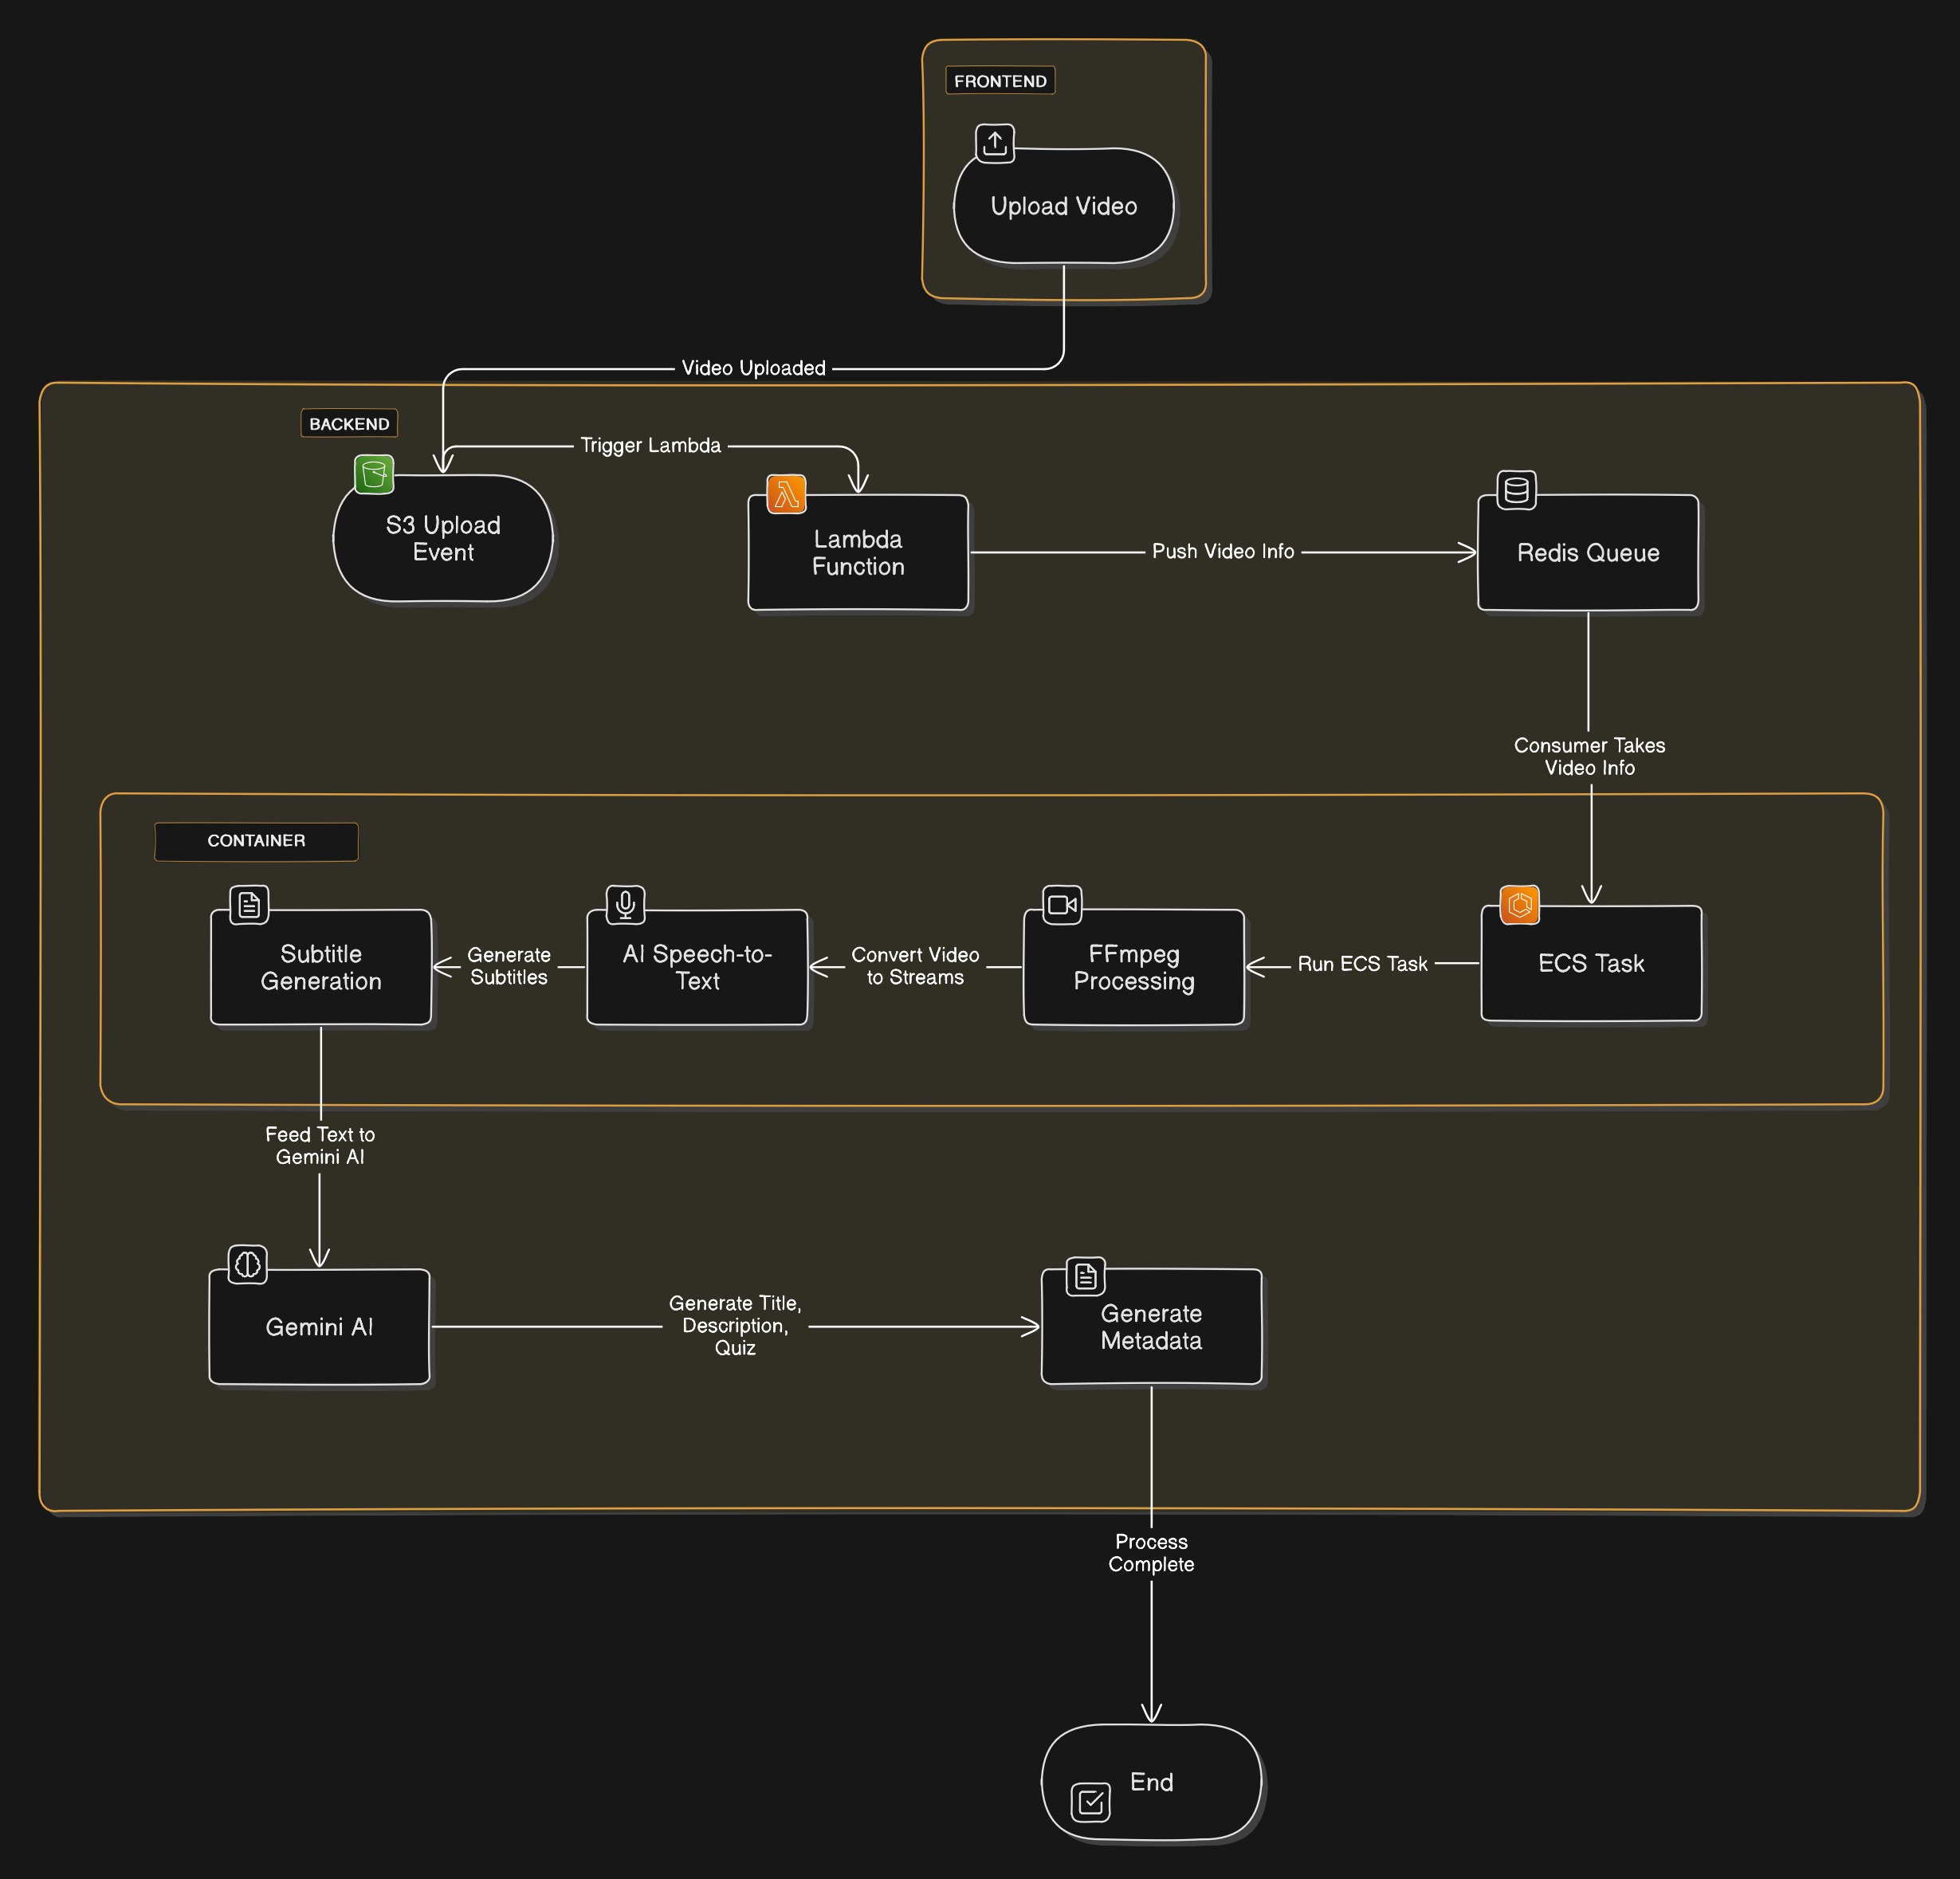 FRONTEND
Upload Video
Video Uploaded
BACKEND
Trigger Lambda
S3 Upload
Event
Lambda
Function
Push Video Info
Redis Queue
Consumer Takes
Video Info
CONTAINER
Subtitle
Generation
Generate
Subtitles
AI Speech-to-
Text
Convert Video
to Streams
FFmpeg
Processing
Run ECS Task
ECS Task
Feed Text to
Gemini AI
Gemini AI
Generate Title,
Description,
Quiz
Generate
Metadata
Process
Complete
End